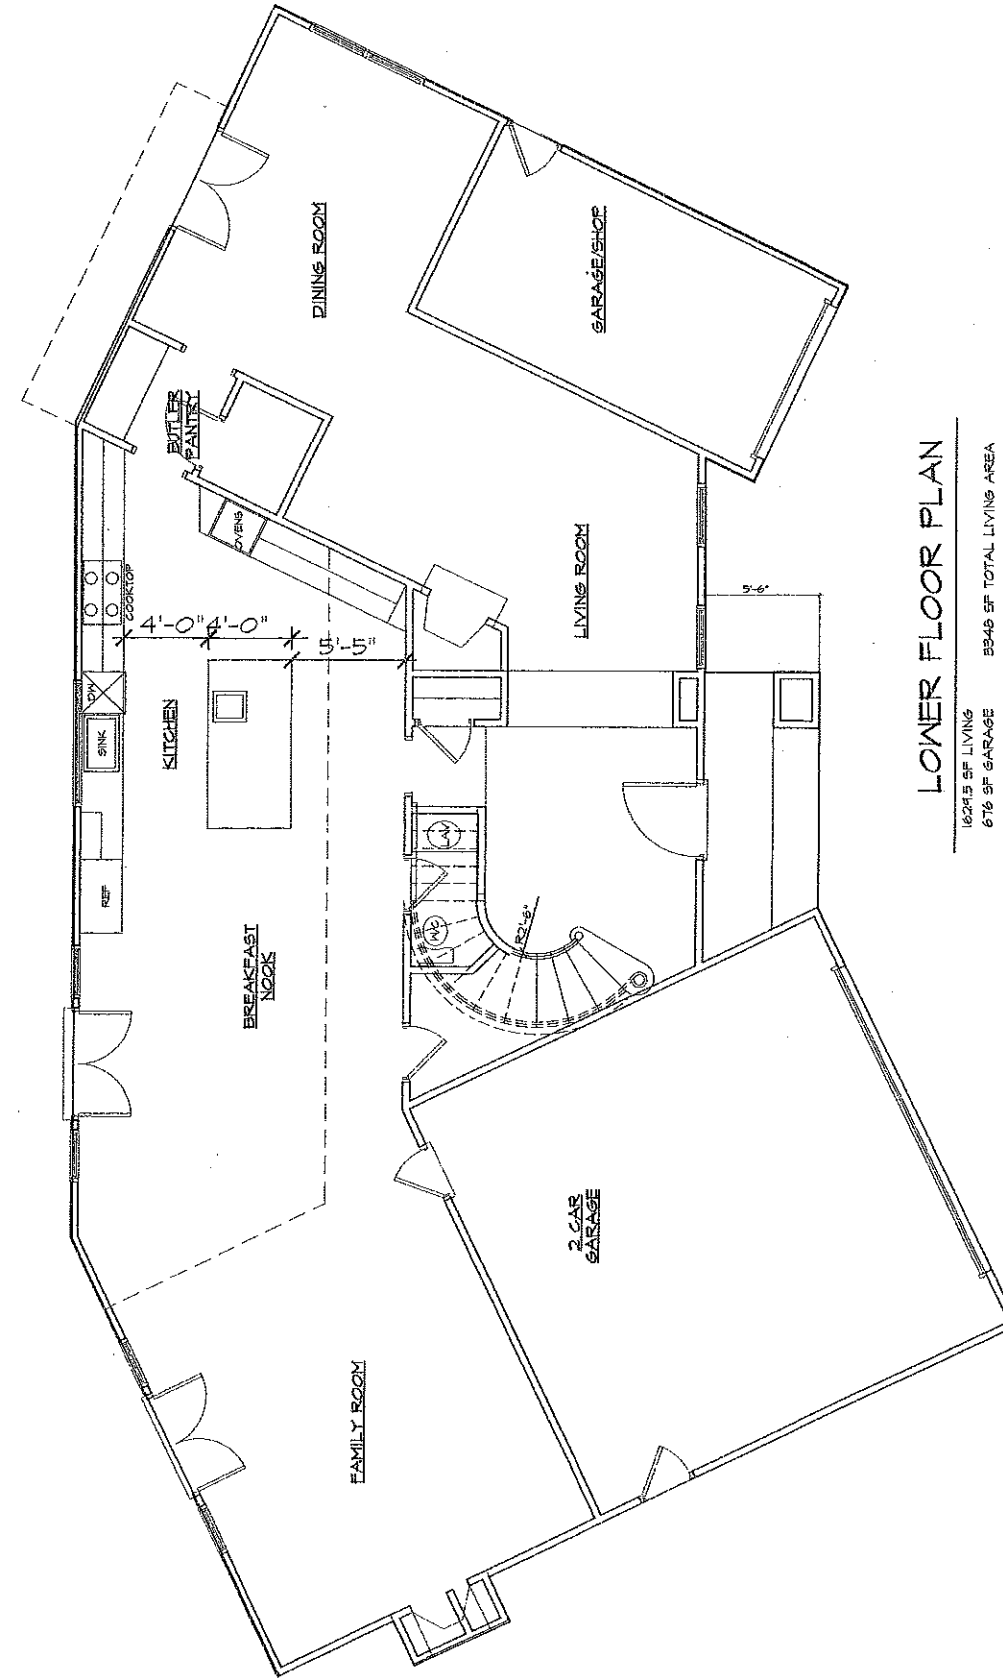 DINING ROOM
GARAGE/SHOP
BUTLER
PANTRY
OVENS
COOKTOP
4'-0"
4'-0"
5'-5"
LIVING ROOM
5'-6"
DW
SINK
KITCHEN
REF
LAV
W/C
R2'-6"
BREAKFAST
NOOK
2 CAR
GARAGE
FAMILY ROOM
LOWER FLOOR PLAN
1629.5 SF LIVING
676 SF GARAGE
3346 SF TOTAL LIVING AREA